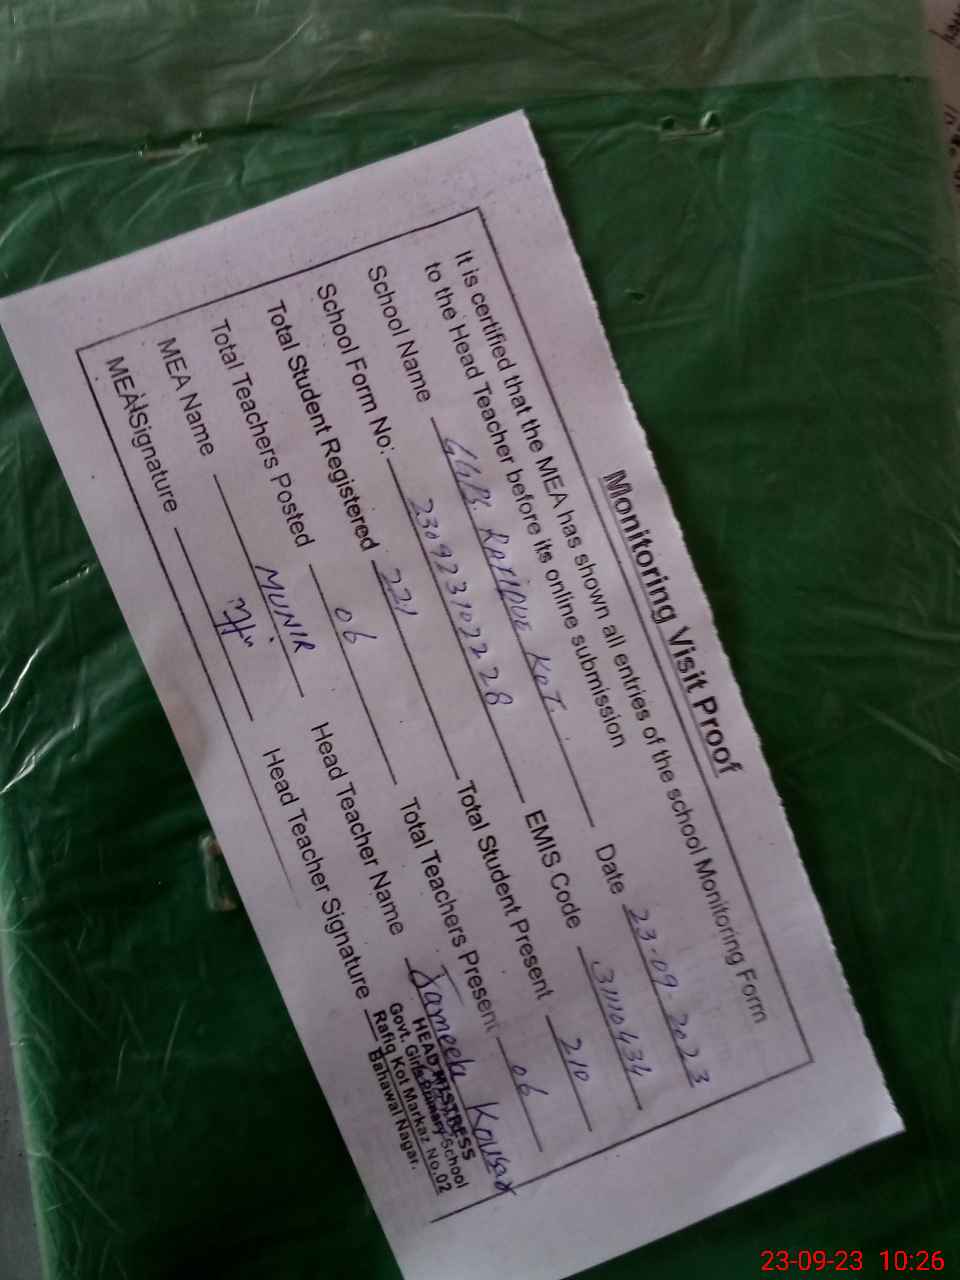 Monitoring Visit Proof
It is certified that the MEA has shown all entries of the school Monitoring Form
to the Head Teacher before its online submission
School Name GGPS. RAFIQUE KOT. Date 23-09-2023
School Form No: 230923102228 EMIS Code 31110434
Total Student Registered 221 Total Student Present 210
Total Teachers Posted 06 Total Teachers Present 06
MEA Name MUNIR Head Teacher Name Jameela Kousar
MEA Signature Head Teacher Signature
HEAD MISTRESS
Govt. Girls Primary School
Rafiq Kot Markaz No.02
Bahawal Nagar.
23-09-23 10:26